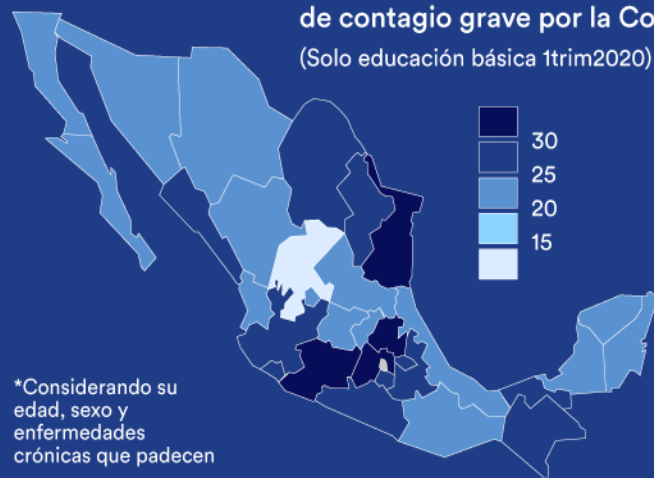 de contagio grave por la Co
(Solo educación básica 1trim2020)
30
25
20
15
*Considerando su
edad, sexo y
enfermedades
crónicas que padecen